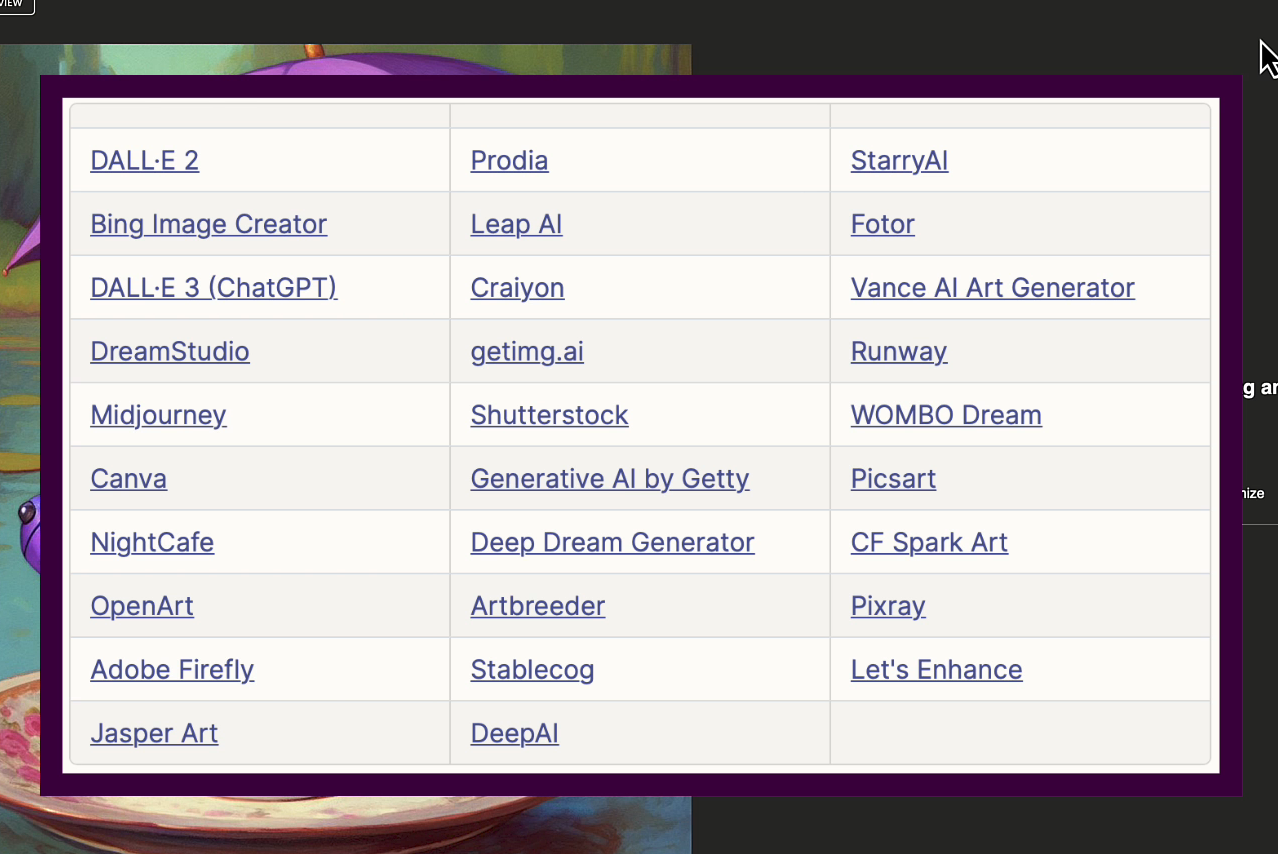 VIEW
DALL·E 2 Prodia StarryAI
Bing Image Creator Leap AI Fotor
DALL·E 3 (ChatGPT) Craiyon Vance AI Art Generator
DreamStudio getimg.ai Runway
Midjourney Shutterstock WOMBO Dream
Canva Generative AI by Getty Picsart
NightCafe Deep Dream Generator CF Spark Art
OpenArt Artbreeder Pixray
Adobe Firefly Stablecog Let's Enhance
Jasper Art DeepAI